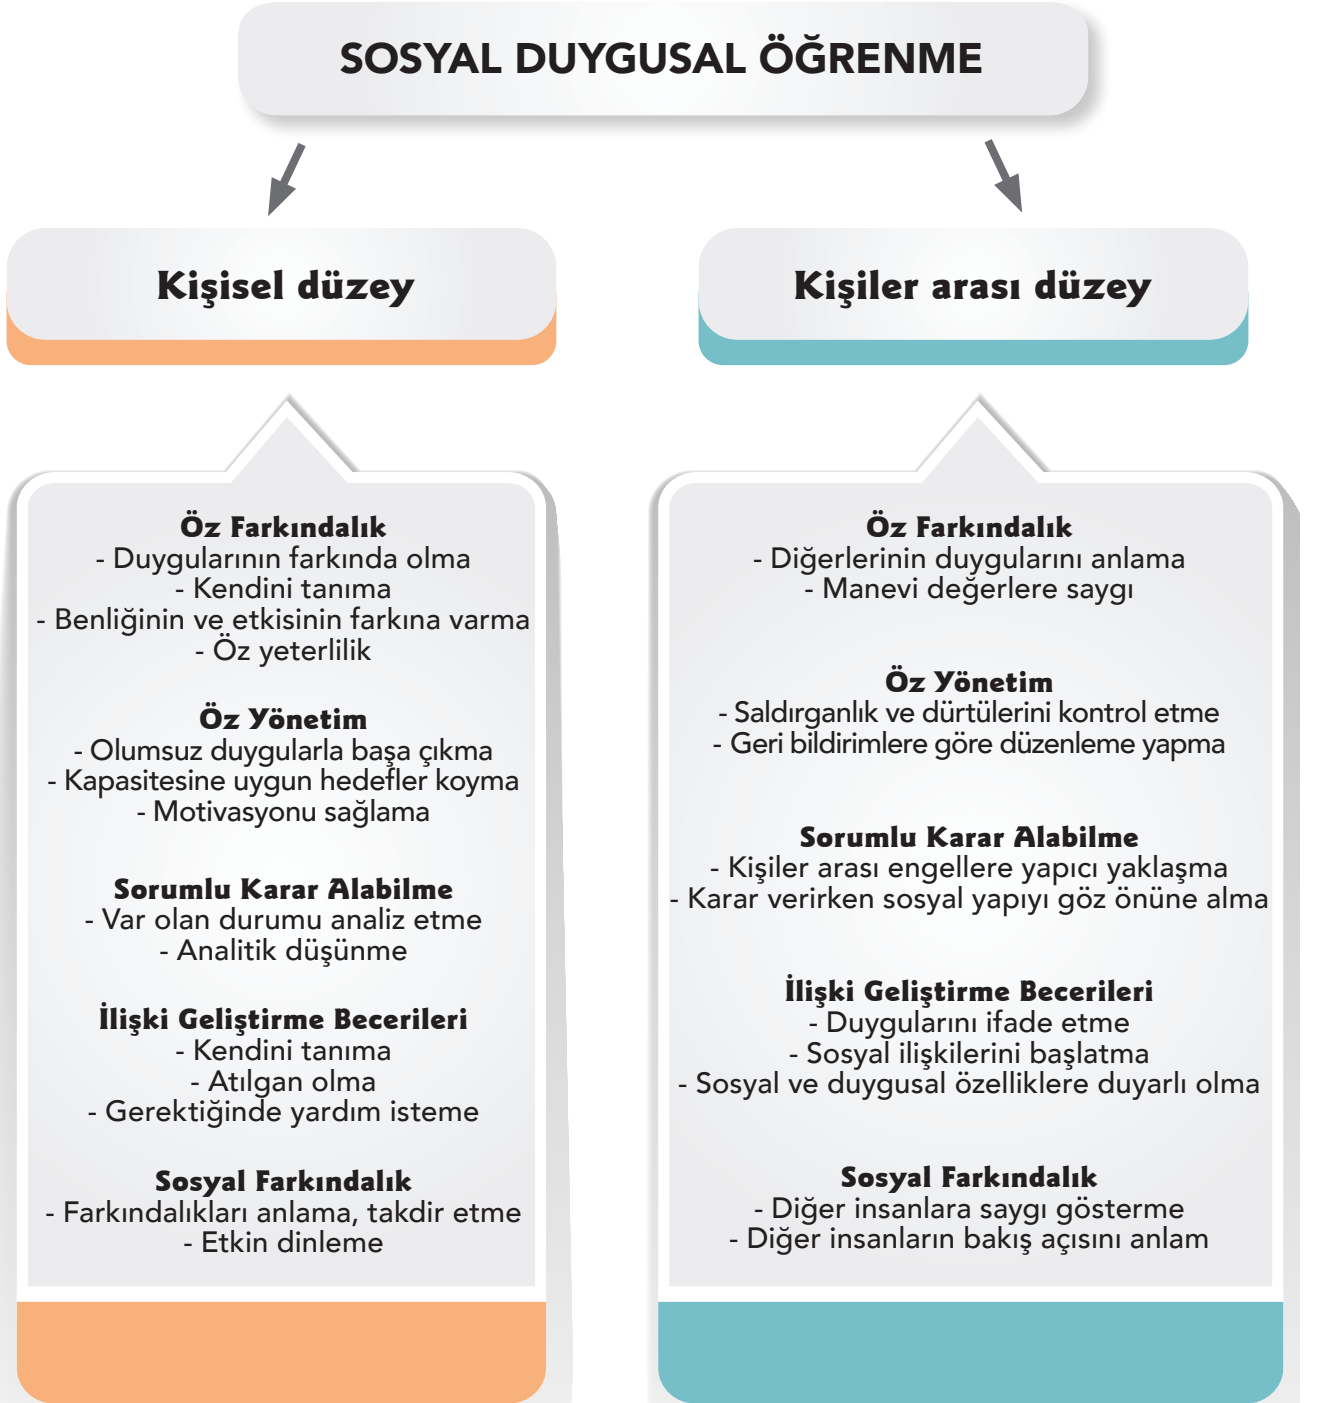 SOSYAL DUYGUSAL ÖĞRENME
Kişisel düzey
Öz Farkındalık
- Duygularının farkında olma
- Kendini tanıma
- Benliğinin ve etkisinin farkına varma
- Öz yeterlilik
Öz Yönetim
- Olumsuz duygularla başa çıkma
- Kapasitesine uygun hedefler koyma
- Motivasyonu sağlama
Sorumlu Karar Alabilme
- Var olan durumu analiz etme
- Analitik düşünme
İlişki Geliştirme Becerileri
- Kendini tanıma
- Atılgan olma
- Gerektiğinde yardım isteme
Sosyal Farkındalık
- Farkındalıkları anlama, takdir etme
- Etkin dinleme
Kişiler arası düzey
Öz Farkındalık
- Diğerlerinin duygularını anlama
- Manevi değerlere saygı
Öz Yönetim
- Saldırganlık ve dürtülerini kontrol etme
- Geri bildirimlere göre düzenleme yapma
Sorumlu Karar Alabilme
- Kişiler arası engellere yapıcı yaklaşma
- Karar verirken sosyal yapıyı göz önüne alma
İlişki Geliştirme Becerileri
- Duygularını ifade etme
- Sosyal ilişkilerini başlatma
- Sosyal ve duygusal özelliklere duyarlı olma
Sosyal Farkındalık
- Diğer insanlara saygı gösterme
- Diğer insanların bakış açısını anlam